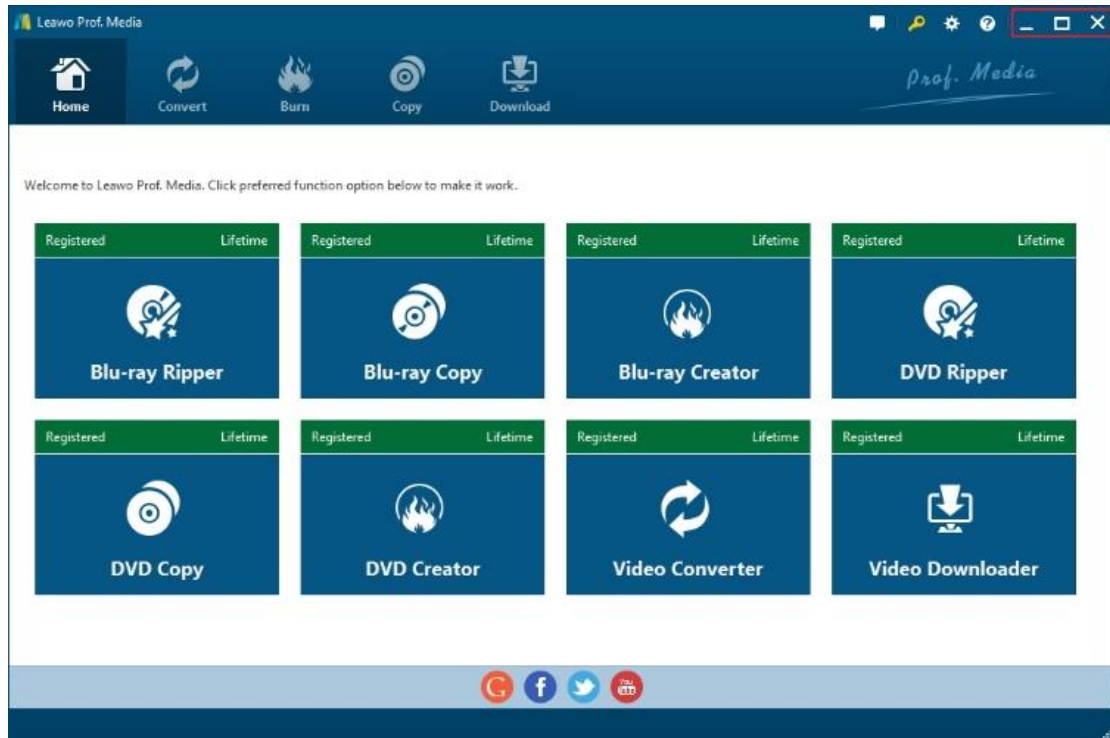 Leawo Prof. Media
Home Convert Burn Copy Download
Prof. Media
Welcome to Leawo Prof. Media. Click preferred function option below to make it work.
Registered Lifetime Registered Lifetime Registered Lifetime Registered Lifetime
Blu-ray Ripper Blu-ray Copy Blu-ray Creator DVD Ripper
Registered Lifetime Registered Lifetime Registered Lifetime Registered Lifetime
DVD Copy DVD Creator Video Converter Video Downloader
G f You Tube